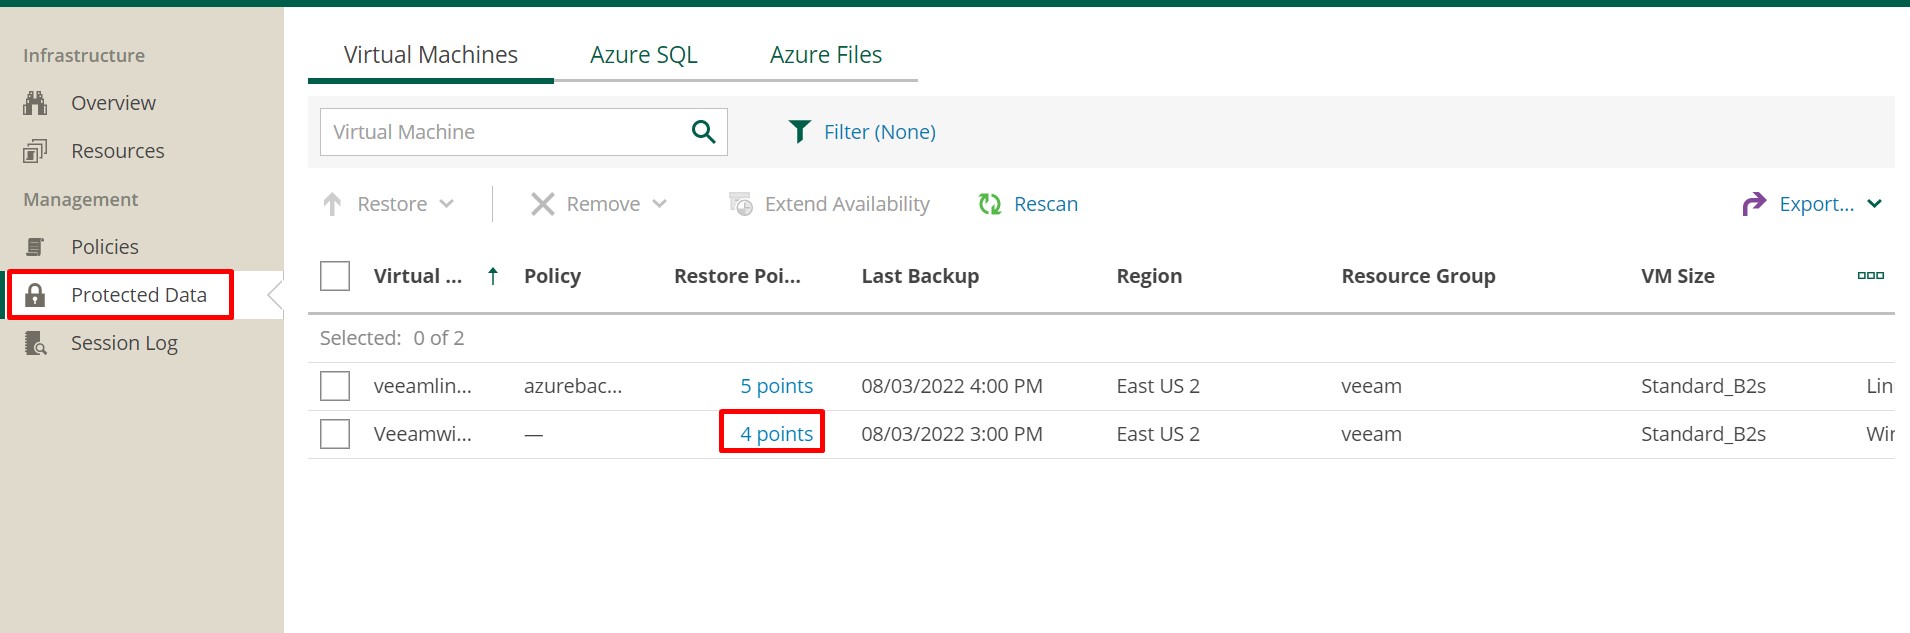 Infrastructure
Overview
Resources
Management
Policies
Protected Data
Session Log
Virtual Machines Azure SQL Azure Files
Virtual Machine Filter (None)
Restore Remove Extend Availability Rescan Export...
Virtual ... Policy Restore Poi... Last Backup Region Resource Group VM Size
Selected: 0 of 2
veeamlin... azurebac... 5 points 08/03/2022 4:00 PM East US 2 veeam Standard_B2s Lin
Veeamwi... — 4 points 08/03/2022 3:00 PM East US 2 veeam Standard_B2s Wir